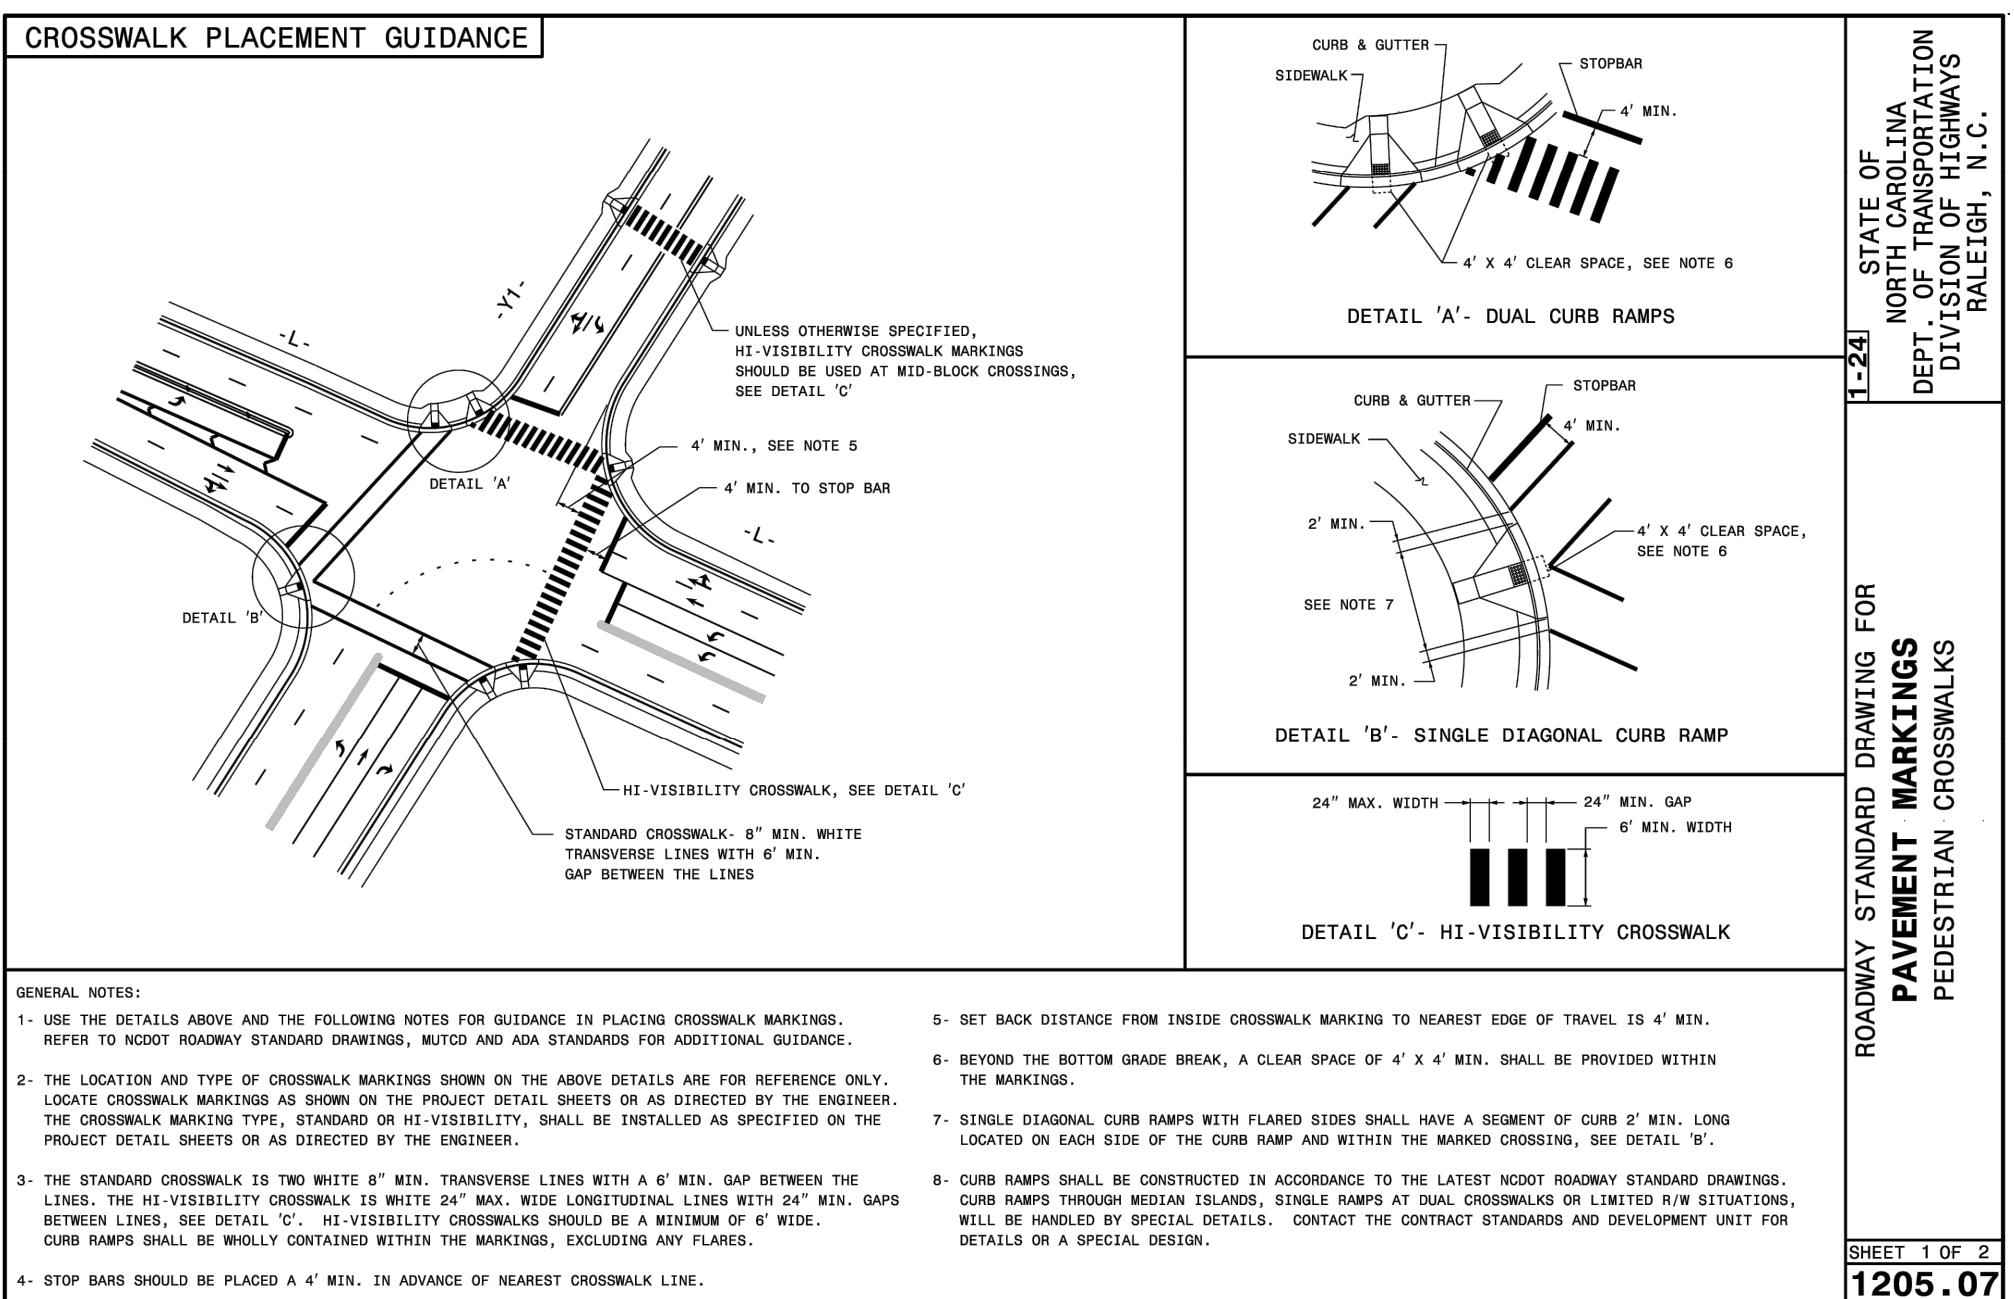 CROSSWALK PLACEMENT GUIDANCE
-Y1-
-L-
UNLESS OTHERWISE SPECIFIED,
HI-VISIBILITY CROSSWALK MARKINGS
SHOULD BE USED AT MID-BLOCK CROSSINGS,
SEE DETAIL 'C'
4' MIN., SEE NOTE 5
DETAIL 'A'
4' MIN. TO STOP BAR
-L-
DETAIL 'B'
HI-VISIBILITY CROSSWALK, SEE DETAIL 'C'
STANDARD CROSSWALK- 8" MIN. WHITE
TRANSVERSE LINES WITH 6' MIN.
GAP BETWEEN THE LINES
CURB & GUTTER
STOPBAR
SIDEWALK
4' MIN.
4' X 4' CLEAR SPACE, SEE NOTE 6
DETAIL 'A'- DUAL CURB RAMPS
STOPBAR
CURB & GUTTER
4' MIN.
SIDEWALK
2' MIN.
4' X 4' CLEAR SPACE,
SEE NOTE 6
SEE NOTE 7
2' MIN.
DETAIL 'B'- SINGLE DIAGONAL CURB RAMP
24" MAX. WIDTH
24" MIN. GAP
6' MIN. WIDTH
DETAIL 'C'- HI-VISIBILITY CROSSWALK
GENERAL NOTES:
1- USE THE DETAILS ABOVE AND THE FOLLOWING NOTES FOR GUIDANCE IN PLACING CROSSWALK MARKINGS.
REFER TO NCDOT ROADWAY STANDARD DRAWINGS, MUTCD AND ADA STANDARDS FOR ADDITIONAL GUIDANCE.
2- THE LOCATION AND TYPE OF CROSSWALK MARKINGS SHOWN ON THE ABOVE DETAILS ARE FOR REFERENCE ONLY.
LOCATE CROSSWALK MARKINGS AS SHOWN ON THE PROJECT DETAIL SHEETS OR AS DIRECTED BY THE ENGINEER.
THE CROSSWALK MARKING TYPE, STANDARD OR HI-VISIBILITY, SHALL BE INSTALLED AS SPECIFIED ON THE
PROJECT DETAIL SHEETS OR AS DIRECTED BY THE ENGINEER.
3- THE STANDARD CROSSWALK IS TWO WHITE 8" MIN. TRANSVERSE LINES WITH A 6' MIN. GAP BETWEEN THE
LINES. THE HI-VISIBILITY CROSSWALK IS WHITE 24" MAX. WIDE LONGITUDINAL LINES WITH 24" MIN. GAPS
BETWEEN LINES, SEE DETAIL 'C'. HI-VISIBILITY CROSSWALKS SHOULD BE A MINIMUM OF 6' WIDE.
CURB RAMPS SHALL BE WHOLLY CONTAINED WITHIN THE MARKINGS, EXCLUDING ANY FLARES.
4- STOP BARS SHOULD BE PLACED A 4' MIN. IN ADVANCE OF NEAREST CROSSWALK LINE.
5- SET BACK DISTANCE FROM INSIDE CROSSWALK MARKING TO NEAREST EDGE OF TRAVEL IS 4' MIN.
6- BEYOND THE BOTTOM GRADE BREAK, A CLEAR SPACE OF 4' X 4' MIN. SHALL BE PROVIDED WITHIN
THE MARKINGS.
7- SINGLE DIAGONAL CURB RAMPS WITH FLARED SIDES SHALL HAVE A SEGMENT OF CURB 2' MIN. LONG
LOCATED ON EACH SIDE OF THE CURB RAMP AND WITHIN THE MARKED CROSSING, SEE DETAIL 'B'.
8- CURB RAMPS SHALL BE CONSTRUCTED IN ACCORDANCE TO THE LATEST NCDOT ROADWAY STANDARD DRAWINGS.
CURB RAMPS THROUGH MEDIAN ISLANDS, SINGLE RAMPS AT DUAL CROSSWALKS OR LIMITED R/W SITUATIONS,
WILL BE HANDLED BY SPECIAL DETAILS. CONTACT THE CONTRACT STANDARDS AND DEVELOPMENT UNIT FOR
DETAILS OR A SPECIAL DESIGN.
STATE OF
NORTH CAROLINA
DEPT. OF TRANSPORTATION
DIVISION OF HIGHWAYS
RALEIGH, N.C.
1-24
ROADWAY STANDARD DRAWING FOR
PAVEMENT MARKINGS
PEDESTRIAN CROSSWALKS
SHEET 1 OF 2
1205.07